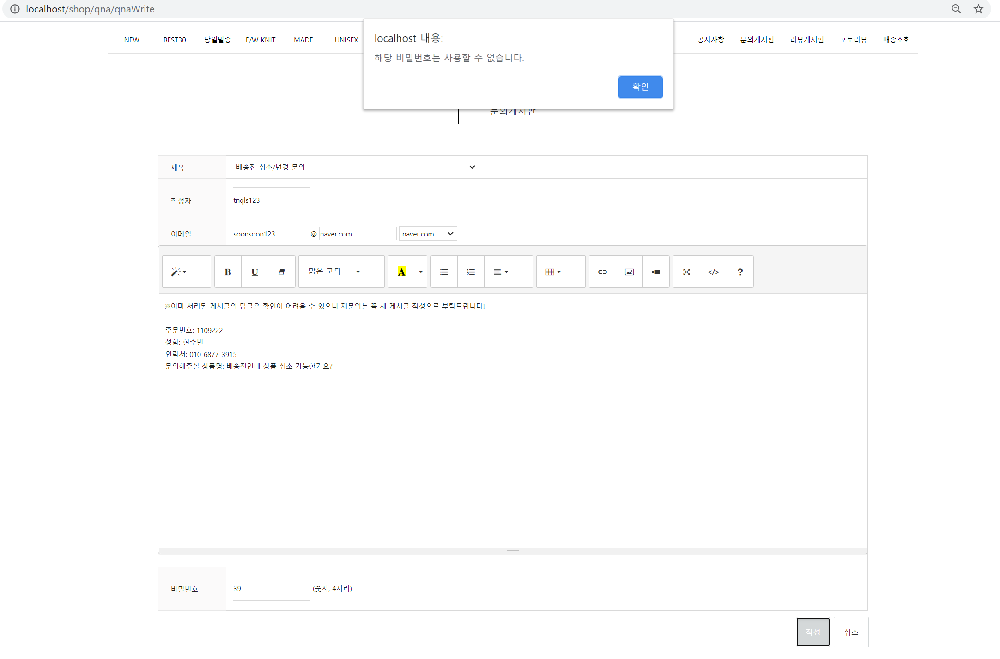 localhost/shop/qna/qnaWrite
NEW BEST30 당일발송 F/W KNIT MADE UNISEX 공지사항 문의게시판 리뷰게시판 포토리뷰 배송조회
localhost 내용:
해당 비밀번호는 사용할 수 없습니다.
확인
문의게시판
제목 배송전 취소/변경 문의
작성자 tnqls123
이메일 soonsoon123 @ naver.com naver.com
B U 맑은 고딕 A </> ?
※이미 처리된 게시글의 답글은 확인이 어려울 수 있으니 재문의는 꼭 새 게시글 작성으로 부탁드립니다!
주문번호: 1109222
성함: 현수빈
연락처: 010-6877-3915
문의해주실 상품명: 배송전인데 상품 취소 가능한가요?
비밀번호 39 (숫자, 4자리)
작성 취소